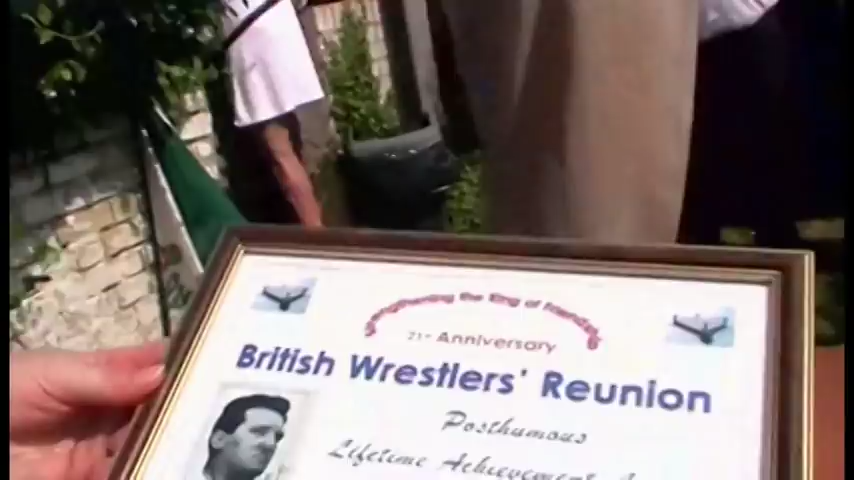 Strengthening the Ring of Friendship
21st Anniversary
British Wrestlers' Reunion
Posthumous
Lifetime Achievement